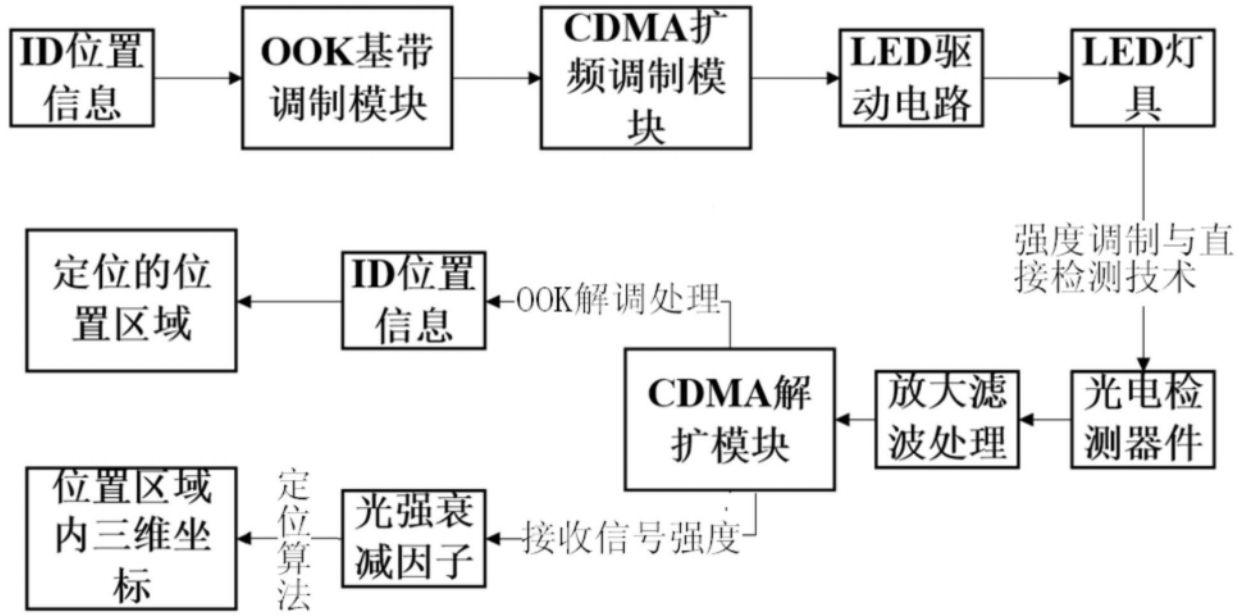 ID位置
信息
OOK基带
调制模块
CDMA扩
频调制模
块
LED驱
动电路
LED灯
具
强度调制与直
接检测技术
定位的位
置区域
ID位置
信息
OOK解调处理
CDMA解
扩模块
放大滤
波处理
光电检
测器件
位置区域
内三维坐
标
定位算法
光强衰
减因子
接收信号强度